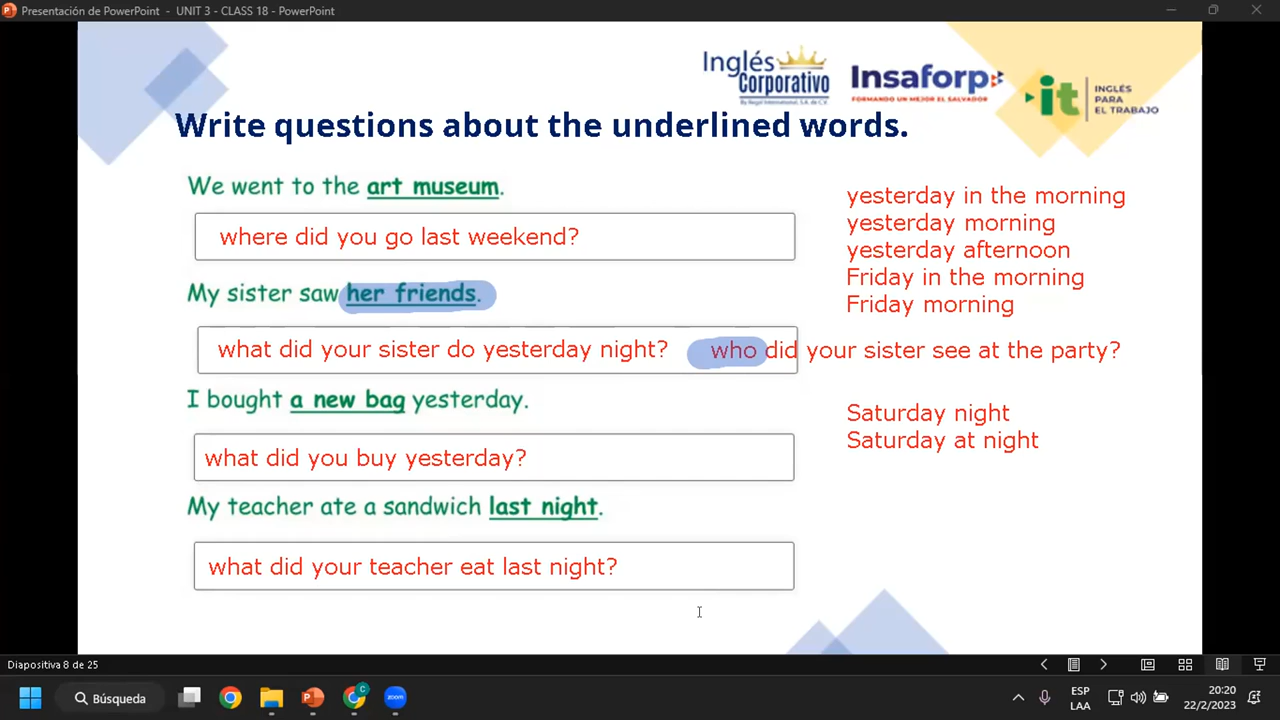 Presentación de PowerPoint - UNIT 3 - CLASS 18 - PowerPoint
Inglés
Corporativo
By Regal International, S.A. de C.V.
Insaforp
FORMANDO UN MEJOR EL SALVADOR
it
INGLÉS
PARA
EL TRABAJO
Write questions about the underlined words.
We went to the art museum.
where did you go last weekend?
My sister saw her friends.
what did your sister do yesterday night? who did your sister see at the party?
I bought a new bag yesterday.
what did you buy yesterday?
My teacher ate a sandwich last night.
what did your teacher eat last night?
yesterday in the morning
yesterday morning
yesterday afternoon
Friday in the morning
Friday morning
Saturday night
Saturday at night
Diapositiva 8 de 25
Búsqueda
zoom
ESP
LAA
20:20
22/2/2023